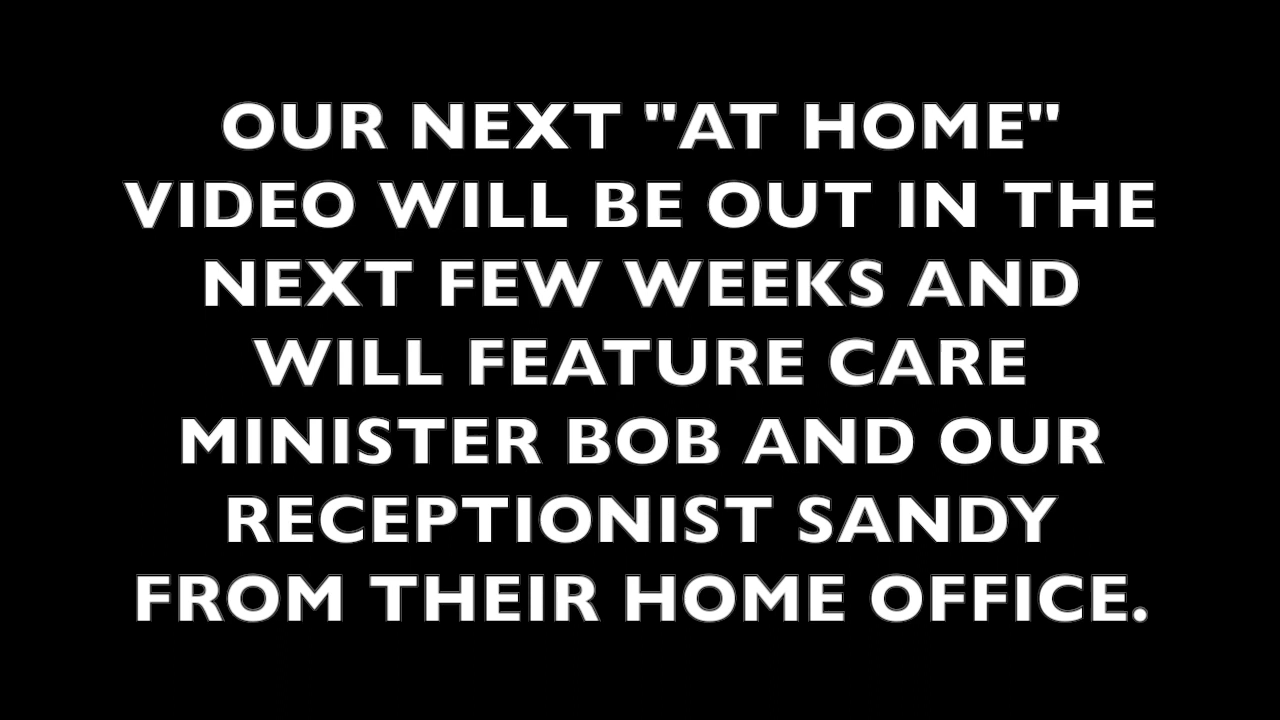 OUR NEXT "AT HOME"
VIDEO WILL BE OUT IN THE
NEXT FEW WEEKS AND
WILL FEATURE CARE
MINISTER BOB AND OUR
RECEPTIONIST SANDY
FROM THEIR HOME OFFICE.